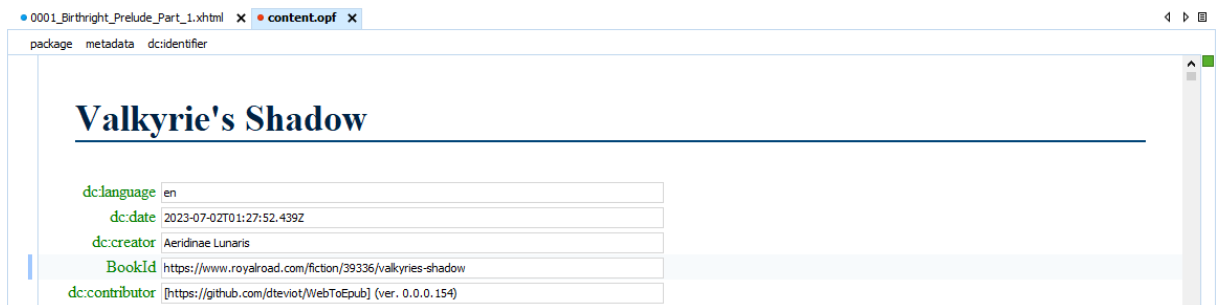 0001_Birthright_Prelude_Part_1.xhtml content.opf
package metadata dc:identifier
Valkyrie's Shadow
dc:language en
dc:date 2023-07-02T01:27:52.439Z
dc:creator Aeridinae Lunaris
BookId https://www.royalroad.com/fiction/39336/valkyries-shadow
dc:contributor [https://github.com/dteviot/WebToEpub] (ver. 0.0.0.154)